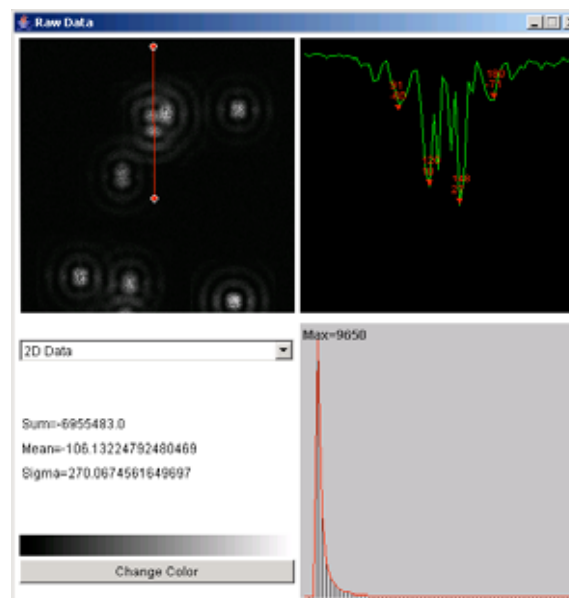 Raw Data
Max=9650
2D Data
Sum=-6955483.0
Mean=-106.13224792480469
Sigma=270.0674561649697
Change Color